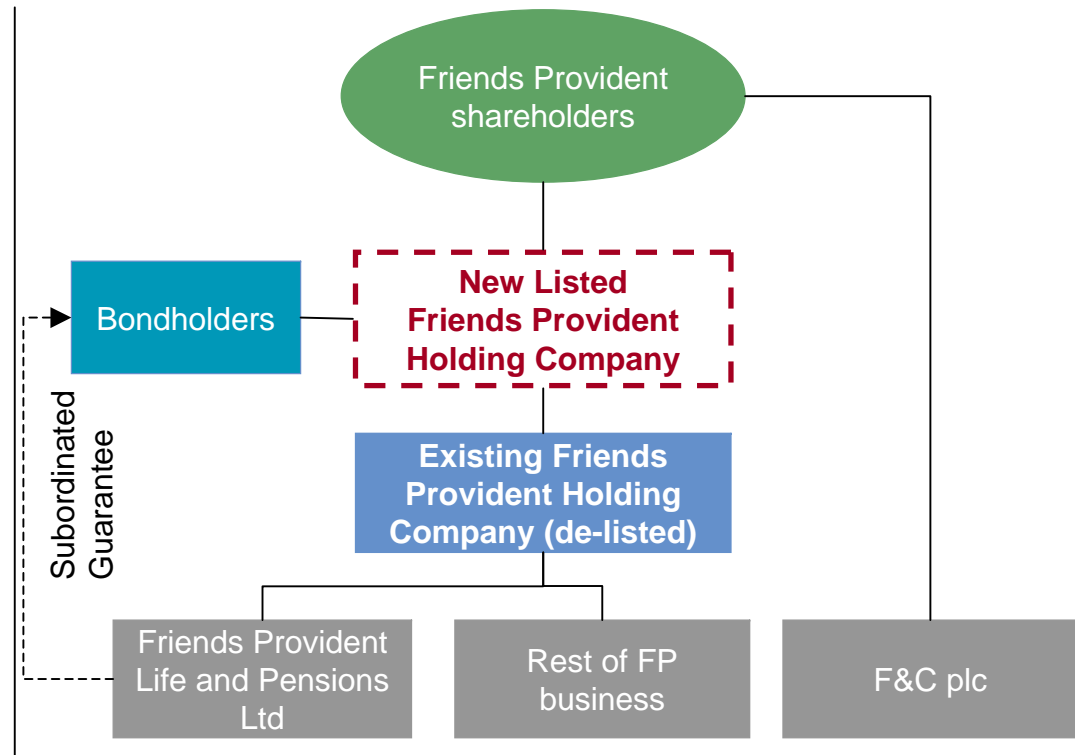 Friends Provident
shareholders
New Listed
Friends Provident
Holding Company
Bondholders
Subordinated
Guarantee
Existing Friends
Provident Holding
Company (de-listed)
Friends Provident
Life and Pensions
Ltd
Rest of FP
business
F&C plc